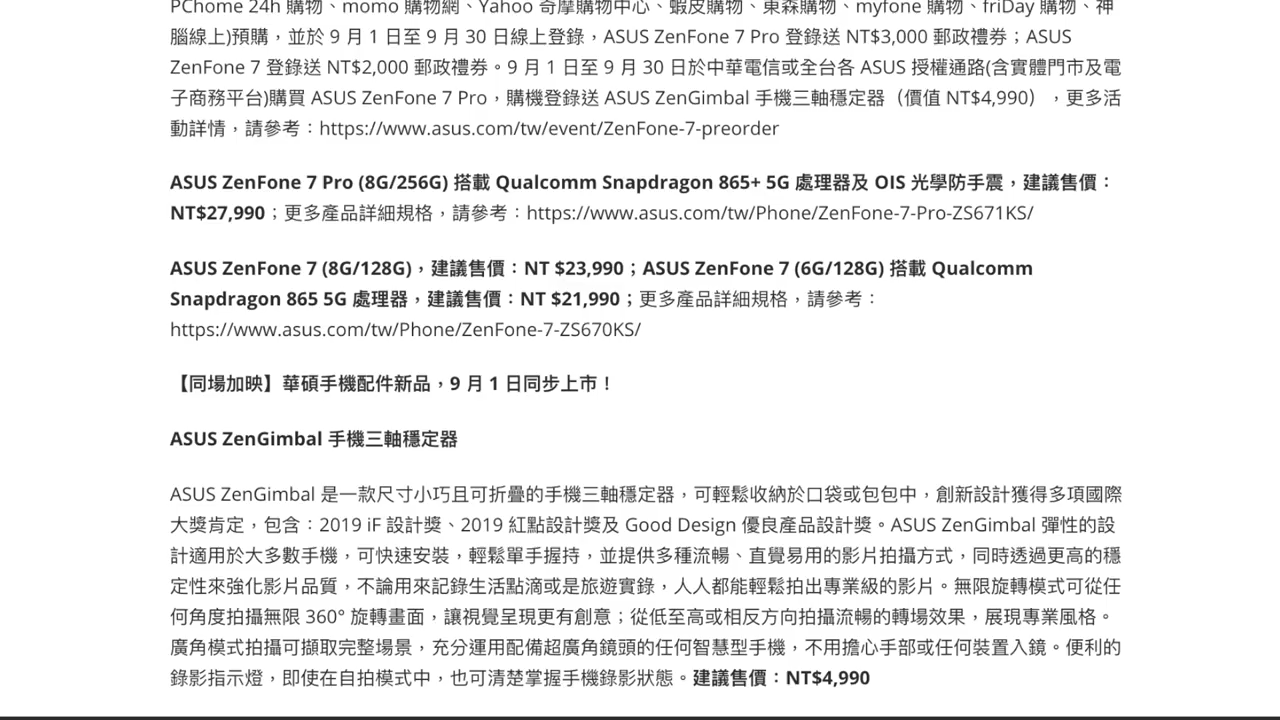 PChome 24h 購物、momo 購物網、Yahoo 奇摩購物中心、蝦皮購物、東森購物、myfone 購物、friDay 購物、神
腦線上)預購，並於 9 月 1 日至 9 月 30 日線上登錄，ASUS ZenFone 7 Pro 登錄送 NT$3,000 郵政禮券；ASUS
ZenFone 7 登錄送 NT$2,000 郵政禮券。9 月 1 日至 9 月 30 日於中華電信或全台各 ASUS 授權通路(含實體門市及電
子商務平台)購買 ASUS ZenFone 7 Pro，購機登錄送 ASUS ZenGimbal 手機三軸穩定器（價值 NT$4,990），更多活
動詳情，請參考：https://www.asus.com/tw/event/ZenFone-7-preorder
ASUS ZenFone 7 Pro (8G/256G) 搭載 Qualcomm Snapdragon 865+ 5G 處理器及 OIS 光學防手震，建議售價：
NT$27,990；更多產品詳細規格，請參考：https://www.asus.com/tw/Phone/ZenFone-7-Pro-ZS671KS/
ASUS ZenFone 7 (8G/128G)，建議售價：NT $23,990；ASUS ZenFone 7 (6G/128G) 搭載 Qualcomm
Snapdragon 865 5G 處理器，建議售價：NT $21,990；更多產品詳細規格，請參考：
https://www.asus.com/tw/Phone/ZenFone-7-ZS670KS/
【同場加映】華碩手機配件新品，9 月 1 日同步上市！
ASUS ZenGimbal 手機三軸穩定器
ASUS ZenGimbal 是一款尺寸小巧且可折疊的手機三軸穩定器，可輕鬆收納於口袋或包包中，創新設計獲得多項國際
大獎肯定，包含：2019 iF 設計獎、2019 紅點設計獎及 Good Design 優良產品設計獎。ASUS ZenGimbal 彈性的設
計適用於大多數手機，可快速安裝，輕鬆單手握持，並提供多種流暢、直覺易用的影片拍攝方式，同時透過更高的穩
定性來強化影片品質，不論用來記錄生活點滴或是旅遊實錄，人人都能輕鬆拍出專業級的影片。無限旋轉模式可從任
何角度拍攝無限 360° 旋轉畫面，讓視覺呈現更有創意；從低至高或相反方向拍攝流暢的轉場效果，展現專業風格。
廣角模式拍攝可擷取完整場景，充分運用配備超廣角鏡頭的任何智慧型手機，不用擔心手部或任何裝置入鏡。便利的
錄影指示燈，即使在自拍模式中，也可清楚掌握手機錄影狀態。建議售價：NT$4,990